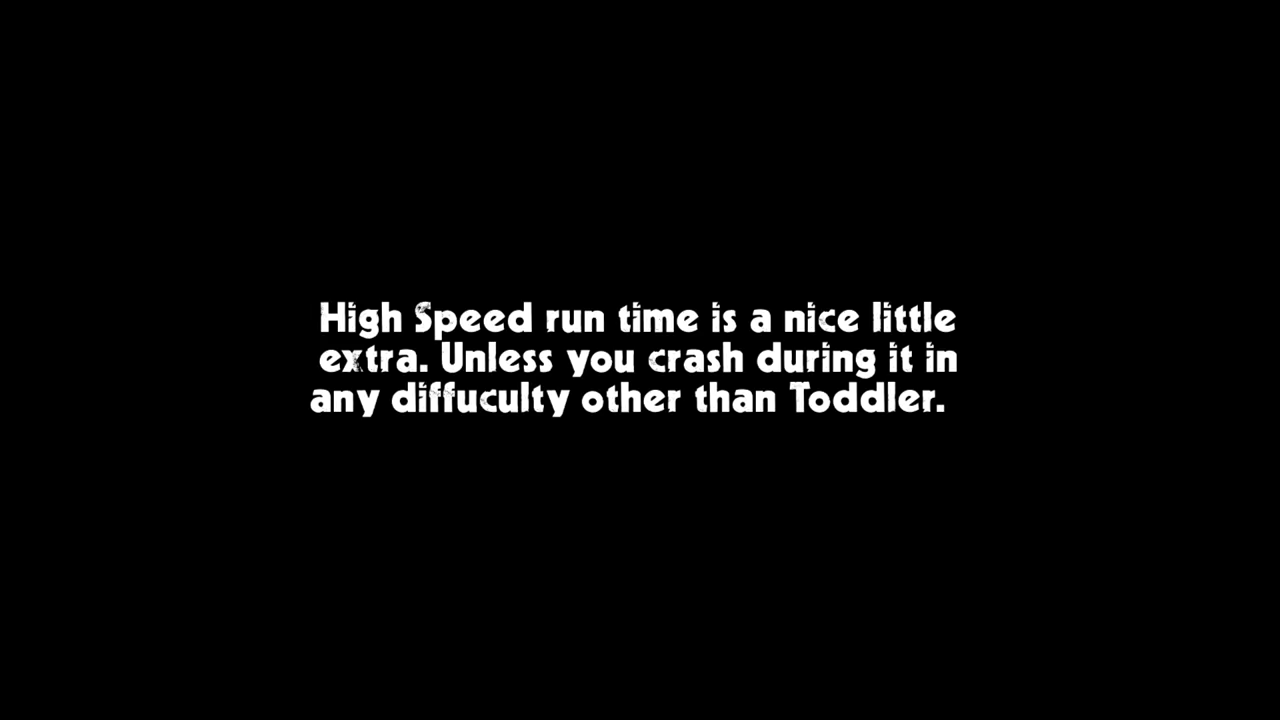 High Speed run time is a nice little
extra. Unless you crash during it in
any diffuculty other than Toddler.